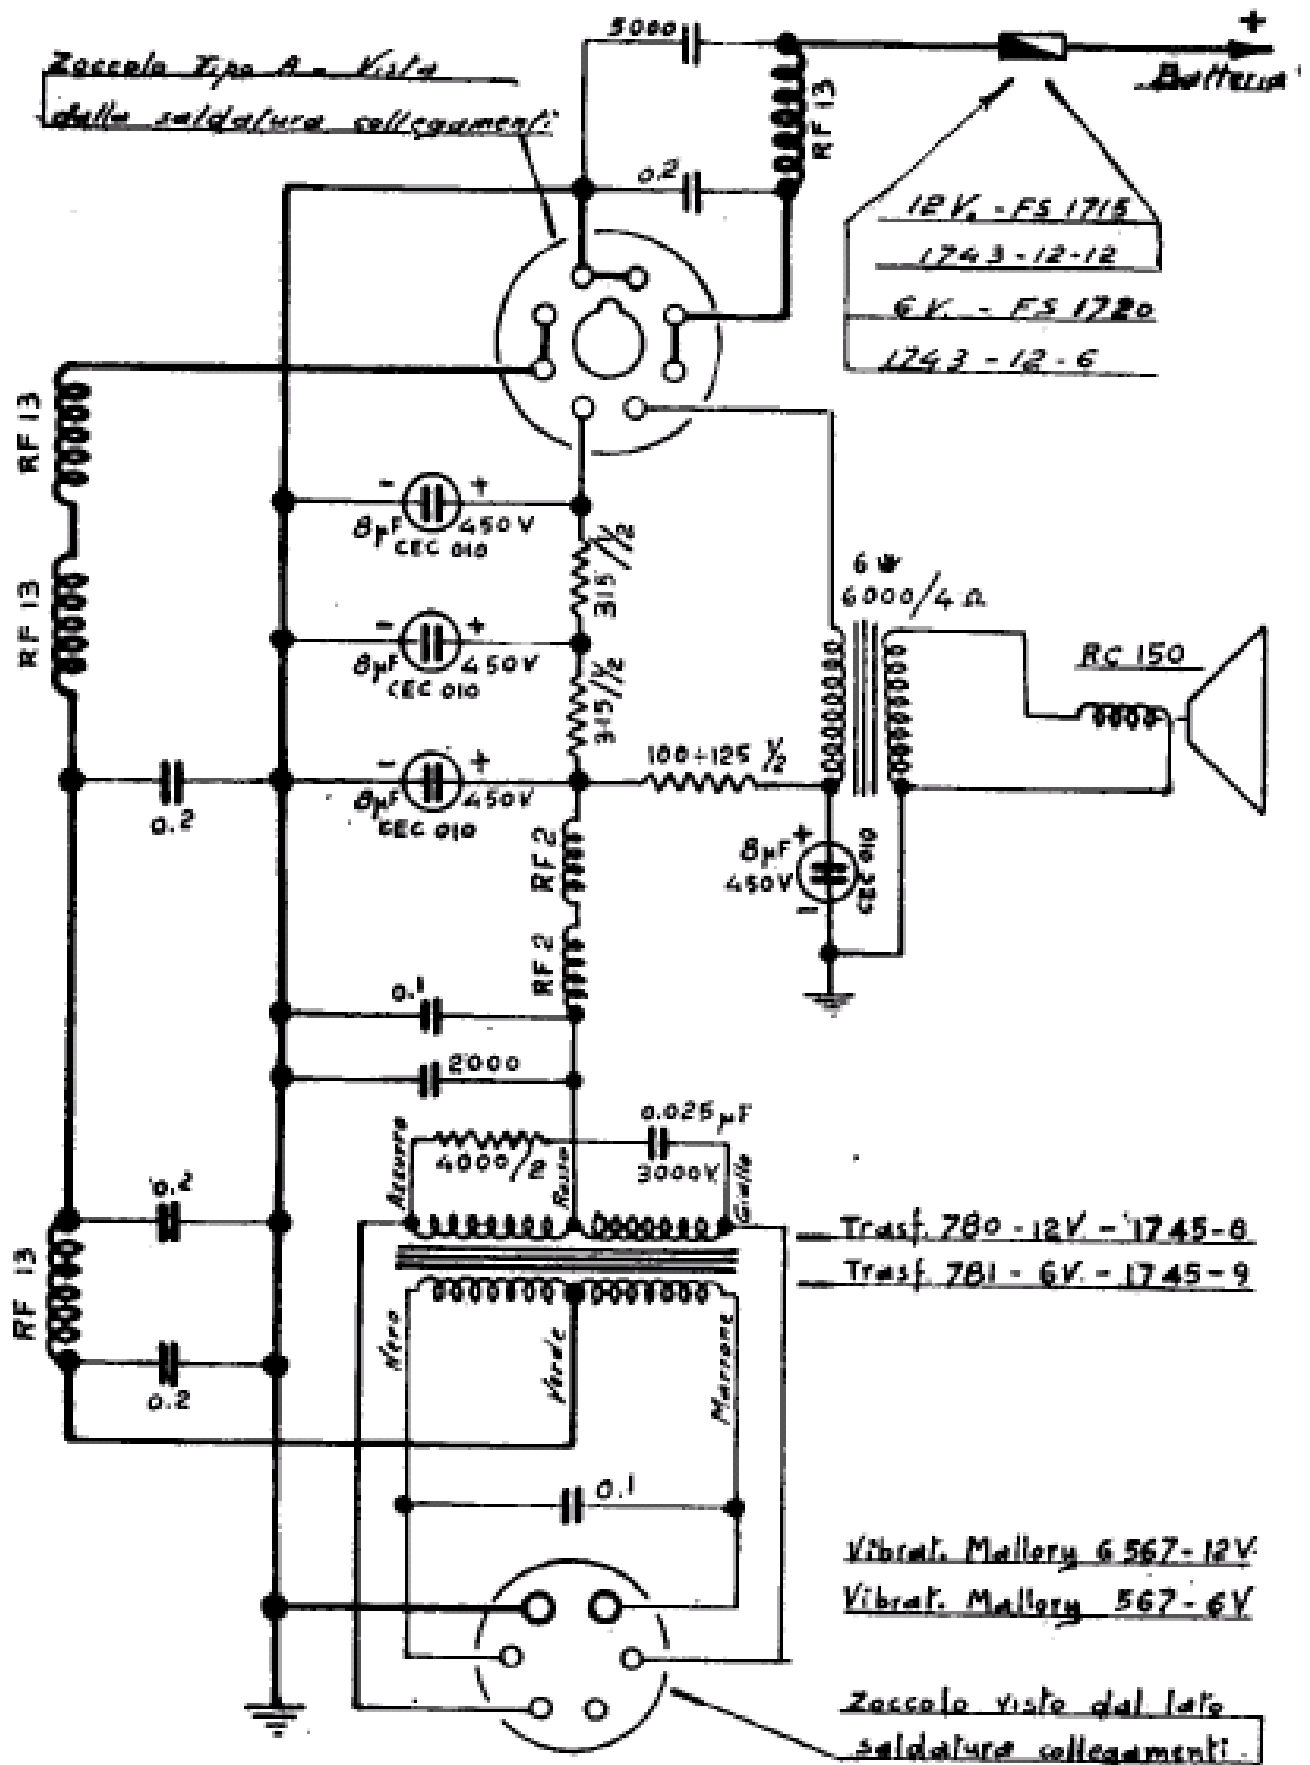 5000
+
Batteria
Zoccolo Tipo A - Vista
dalla saldatura collegamenti
RF 13
0.2
12 V. - FS 1715
1743 - 12 - 12
6 V. - FS 1720
1743 - 12 - 6
RF 13
- +
8µF 450V
CEC 010
315 1/2
RF 13
6 W
6000/4 Ω
- +
8µF 450V
CEC 010
315 1/2
RC 150
100÷125 1/2
- +
8µF 450V
CEC 010
0.2
RF 2
8µF +
450V
-
CEC 010
RF 2
0.1
2000
0.025 µF
3000V
4000/
Azzurro
Rosso
Giallo
0.2
RF 13
Trasf. 780 - 12V. - 1745-8
Trasf. 781 - 6V. - 1745-9
Nero
Verde
Marrone
0.2
0.1
Vibrat. Mallory G 567 - 12V.
Vibrat. Mallory 567 - 6V
Zoccolo visto dal lato
saldatura collegamenti